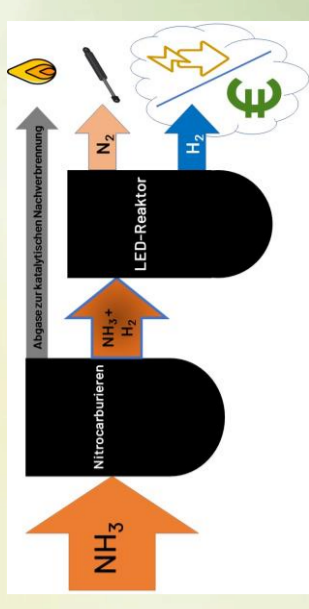 NH₃
Nitrocarburieren
NH₃+
H₂
LED-Reaktor
Abgase zur katalytischen Nachverbrennung
N₂
H₂
€